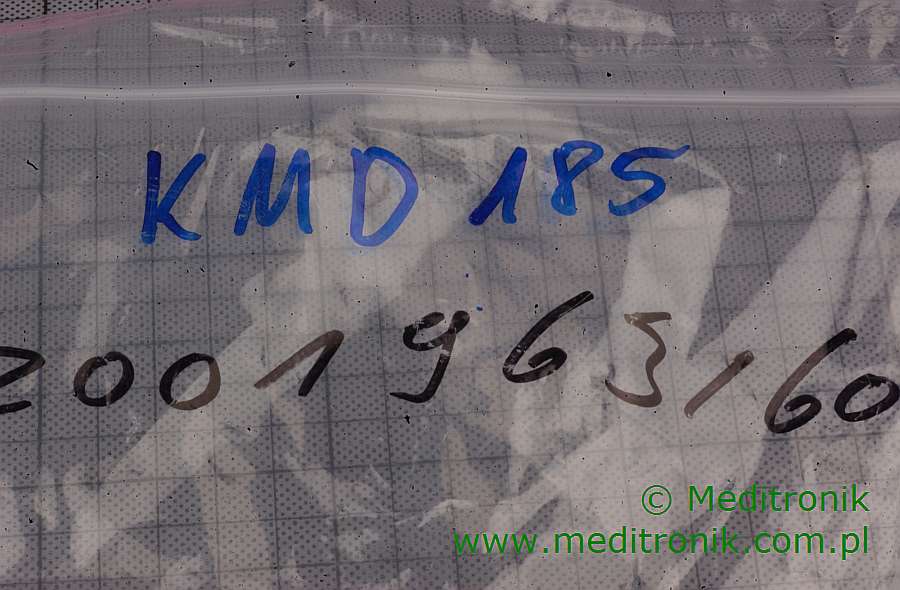 KMD 185
2001963160
© Meditronik
www.meditronik.com.pl